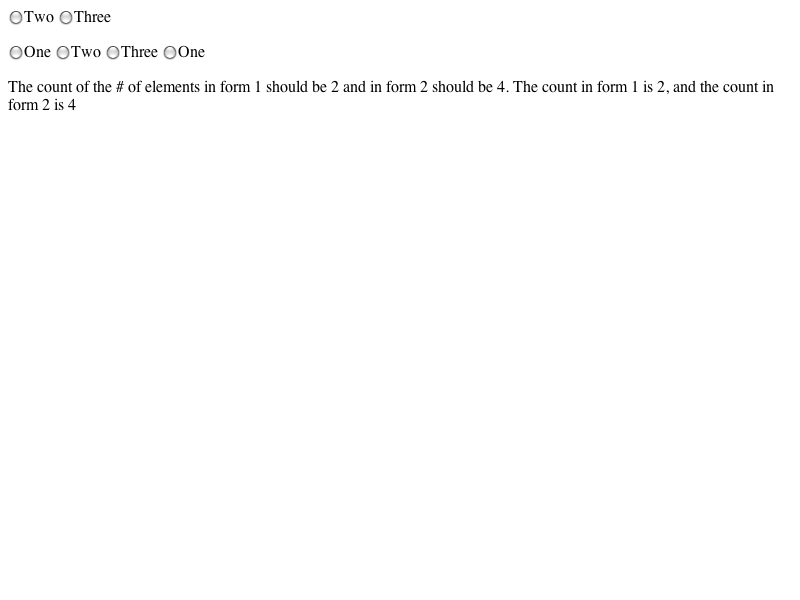 Two Three
One Two Three One
The count of the # of elements in form 1 should be 2 and in form 2 should be 4. The count in form 1 is 2, and the count in
form 2 is 4